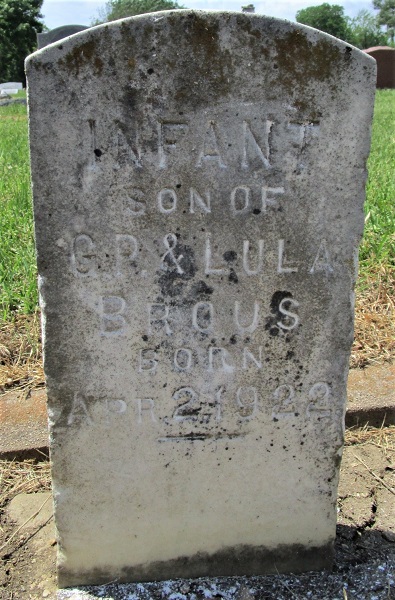 INFANT
SON OF
G.P. & LULA
BROUS
BORN
APR 2, 1922